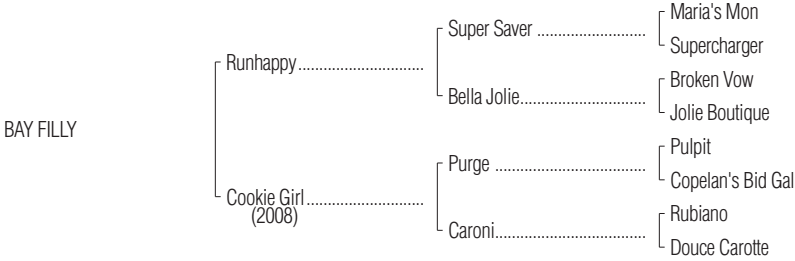 Maria's Mon
Super Saver ..........................
Supercharger
Runhappy..............................
Broken Vow
Bella Jolie..............................
Jolie Boutique
BAY FILLY
Pulpit
Purge ....................................
Copelan's Bid Gal
Cookie Girl............................
(2008)
Rubiano
Caroni....................................
Douce Carotte